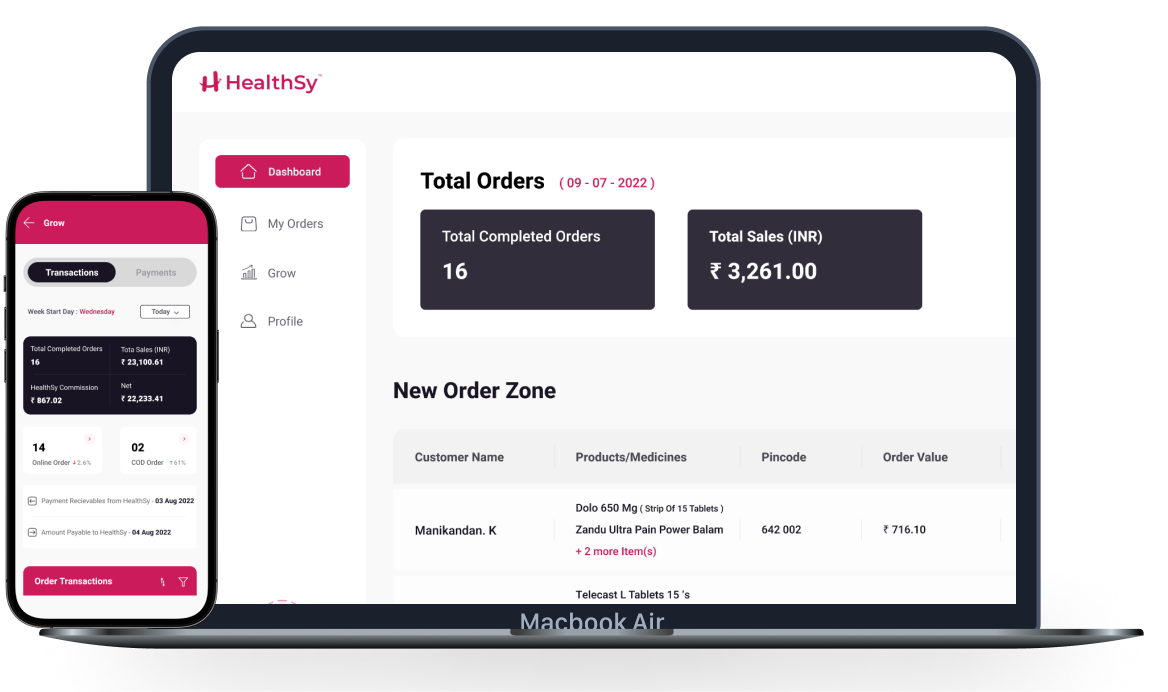 HealthSy™
Dashboard
My Orders
Grow
Profile
Total Orders ( 09 - 07 - 2022 )
Total Completed Orders
16
Total Sales (INR)
₹ 3,261.00
New Order Zone
Customer Name Products/Medicines Pincode Order Value
Dolo 650 Mg ( Strip Of 15 Tablets )
Manikandan. K Zandu Ultra Pain Power Balam 642 002 ₹ 716.10
+ 2 more Item(s)
Telecast L Tablets 15 's
Macbook Air
Grow
Transactions Payments
Week Start Day : Wednesday Today
Total Completed Orders Tota Sales (INR)
16 ₹ 23,100.61
HealthSy Commission Net
₹ 867.02 ₹ 22,233.41
14 02
Online Order ↓ 2.6% COD Order ↑ 61%
Payment Recievables from HealthSy - 03 Aug 2022
Amount Payable to HealthSy - 04 Aug 2022
Order Transactions